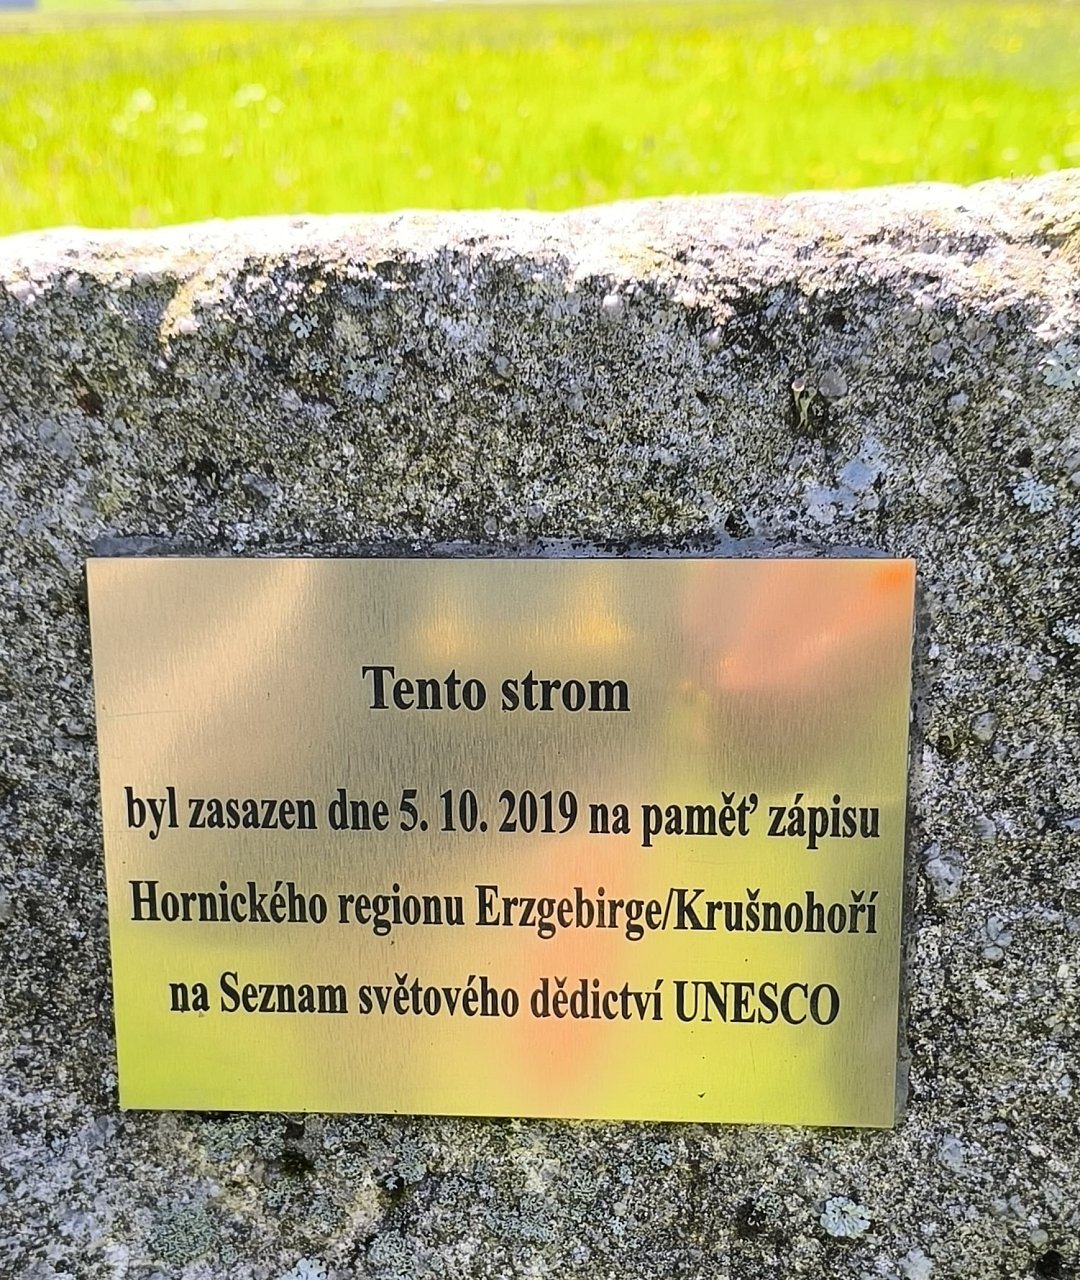 Tento strom
byl zasazen dne 5. 10. 2019 na paměť zápisu
Hornického regionu Erzgebirge/Krušnohoří
na Seznam světového dědictví UNESCO